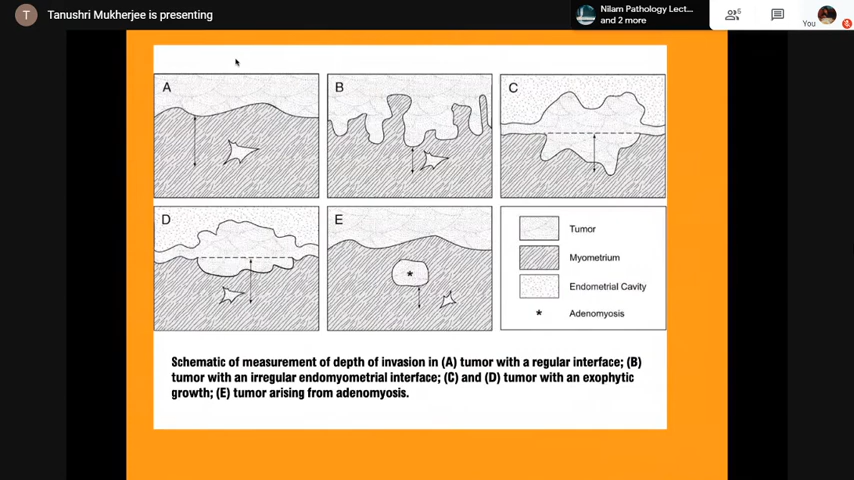 T
Tanushri Mukherjee is presenting
Nilam Pathology Lect...
and 2 more
6
You
A
B
C
D
E
*
Tumor
Myometrium
Endometrial Cavity
* Adenomyosis
Schematic of measurement of depth of invasion in (A) tumor with a regular interface; (B)
tumor with an irregular endomyometrial interface; (C) and (D) tumor with an exophytic
growth; (E) tumor arising from adenomyosis.